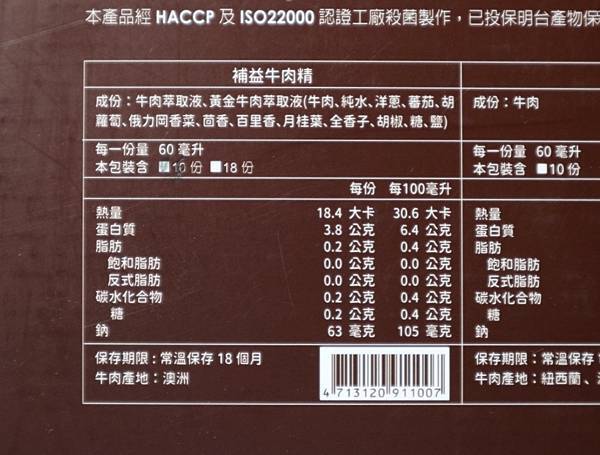 本產品經 HACCP 及 ISO22000 認證工廠殺菌製作，已投保明台產物保
補益牛肉精
成份：牛肉萃取液、黃金牛肉萃取液(牛肉、純水、洋蔥、蕃茄、胡
蘿蔔、俄力岡香菜、茴香、百里香、月桂葉、全香子、胡椒、糖、鹽)
每一份量 60 毫升
本包裝含 ■10 份 ■18 份
每份 每100毫升
熱量 18.4 大卡 30.6 大卡
蛋白質 3.8 公克 6.4 公克
脂肪 0.2 公克 0.4 公克
飽和脂肪 0.0 公克 0.0 公克
反式脂肪 0.0 公克 0.0 公克
碳水化合物 0.2 公克 0.4 公克
糖 0.2 公克 0.4 公克
鈉 63 毫克 105 毫克
保存期限：常溫保存 18 個月
牛肉產地：澳洲
4 713120 911007
成份：牛肉
每一份量 60 毫升
本包裝含 ■10 份
熱量
蛋白質
脂肪
飽和脂肪
反式脂肪
碳水化合物
糖
鈉
保存期限：常溫保存
牛肉產地：紐西蘭、